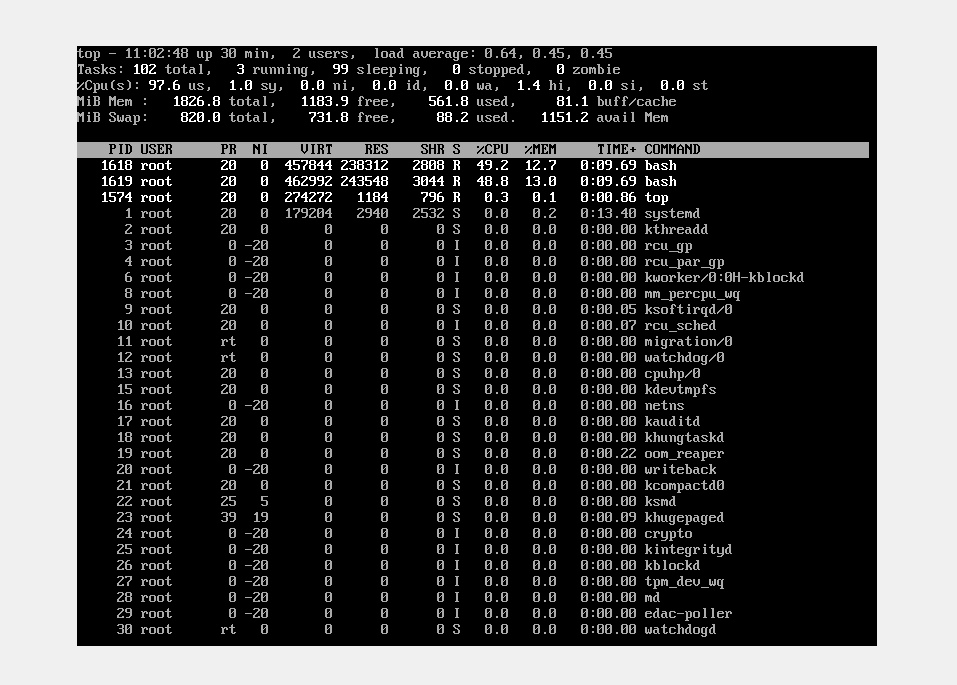 top - 11:02:48 up 30 min,  2 users,  load average: 0.64, 0.45, 0.45
Tasks: 102 total,   3 running,  99 sleeping,   0 stopped,   0 zombie
%Cpu(s): 97.6 us,  1.0 sy,  0.0 ni,  0.0 id,  0.0 wa,  1.4 hi,  0.0 si,  0.0 st
MiB Mem :   1826.8 total,   1183.9 free,    561.8 used,     81.1 buff/cache
MiB Swap:    820.0 total,    731.8 free,     88.2 used.   1151.2 avail Mem
PID USER      PR  NI    VIRT    RES    SHR S  %CPU  %MEM     TIME+ COMMAND
1618 root      20   0  457844 238312   2808 R  49.2  12.7   0:09.69 bash
1619 root      20   0  462992 243548   3044 R  48.8  13.0   0:09.69 bash
1574 root      20   0  274272   1184    796 R   0.3   0.1   0:00.86 top
1 root      20   0  179204   2940   2532 S   0.0   0.2   0:13.40 systemd
2 root      20   0       0      0      0 S   0.0   0.0   0:00.00 kthreadd
3 root       0 -20       0      0      0 I   0.0   0.0   0:00.00 rcu_gp
4 root       0 -20       0      0      0 I   0.0   0.0   0:00.00 rcu_par_gp
6 root       0 -20       0      0      0 I   0.0   0.0   0:00.00 kworker/0:0H-kblockd
8 root       0 -20       0      0      0 I   0.0   0.0   0:00.00 mm_percpu_wq
9 root      20   0       0      0      0 S   0.0   0.0   0:00.05 ksoftirqd/0
10 root      20   0       0      0      0 I   0.0   0.0   0:00.07 rcu_sched
11 root      rt   0       0      0      0 S   0.0   0.0   0:00.00 migration/0
12 root      rt   0       0      0      0 S   0.0   0.0   0:00.00 watchdog/0
13 root      20   0       0      0      0 S   0.0   0.0   0:00.00 cpuhp/0
15 root      20   0       0      0      0 S   0.0   0.0   0:00.00 kdevtmpfs
16 root       0 -20       0      0      0 I   0.0   0.0   0:00.00 netns
17 root      20   0       0      0      0 S   0.0   0.0   0:00.00 kauditd
18 root      20   0       0      0      0 S   0.0   0.0   0:00.00 khungtaskd
19 root      20   0       0      0      0 S   0.0   0.0   0:00.22 oom_reaper
20 root       0 -20       0      0      0 I   0.0   0.0   0:00.00 writeback
21 root      20   0       0      0      0 S   0.0   0.0   0:00.00 kcompactd0
22 root      25   5       0      0      0 S   0.0   0.0   0:00.00 ksmd
23 root      39  19       0      0      0 S   0.0   0.0   0:00.09 khugepaged
24 root       0 -20       0      0      0 I   0.0   0.0   0:00.00 crypto
25 root       0 -20       0      0      0 I   0.0   0.0   0:00.00 kintegrityd
26 root       0 -20       0      0      0 I   0.0   0.0   0:00.00 kblockd
27 root       0 -20       0      0      0 I   0.0   0.0   0:00.00 tpm_dev_wq
28 root       0 -20       0      0      0 I   0.0   0.0   0:00.00 md
29 root       0 -20       0      0      0 I   0.0   0.0   0:00.00 edac-poller
30 root      rt   0       0      0      0 S   0.0   0.0   0:00.00 watchdogd